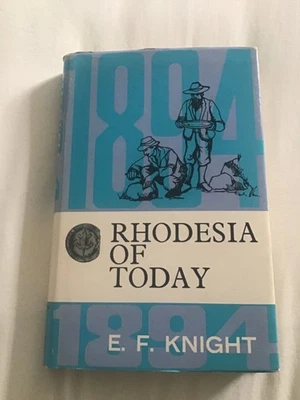 1894
RHODESIA
OF
TODAY
1894
E. F. KNIGHT